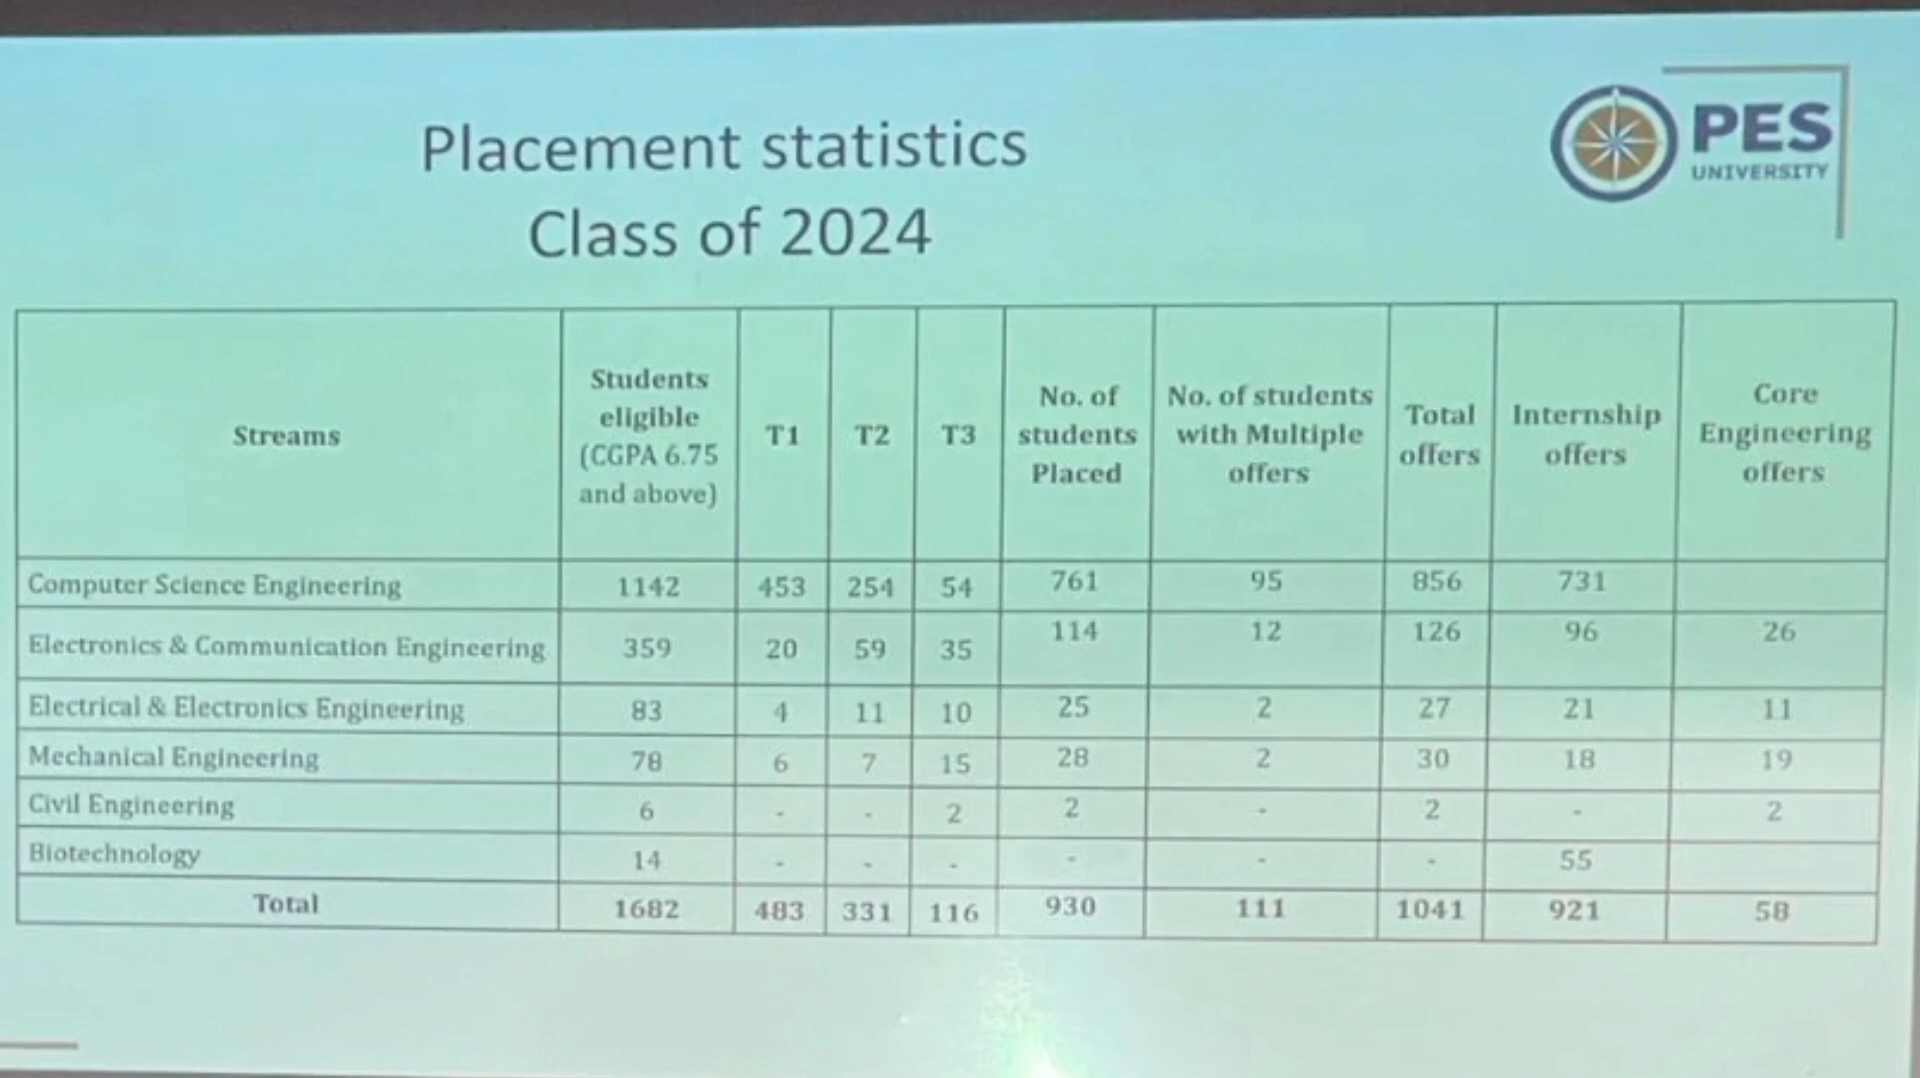 Placement statistics
Class of 2024
PES
UNIVERSITY
Streams
Students
eligible
(CGPA 6.75
and above)
T1
T2
T3
No. of
students
Placed
No. of students
with Multiple
offers
Total
offers
Internship
offers
Core
Engineering
offers
Computer Science Engineering 1142 453 254 54 761 95 856 731
Electronics & Communication Engineering 359 20 59 35 114 12 126 96 26
Electrical & Electronics Engineering 83 4 11 10 25 2 27 21 11
Mechanical Engineering 78 6 7 15 28 2 30 18 19
Civil Engineering 6 - - 2 2 - 2 - 2
Biotechnology 14 - - - - - - 55
Total 1682 483 331 116 930 111 1041 921 58